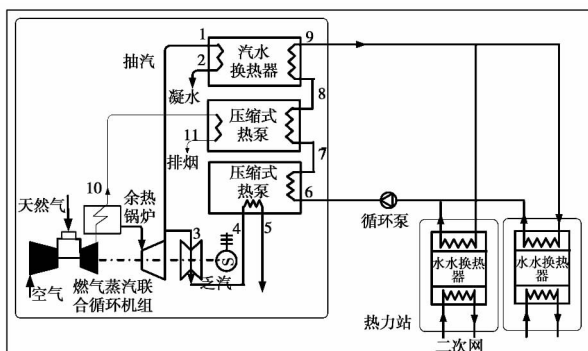 1
9
抽汽
汽水
换热器
2
凝水
8
压缩式
热泵
11
排烟
7
压缩式
热泵
10
余热
锅炉
天然气
6
3
4
5
循环泵
S
乏汽
空气
燃气蒸汽联
合循环机组
水水换热
器
水水换热
器
热力站
二次网